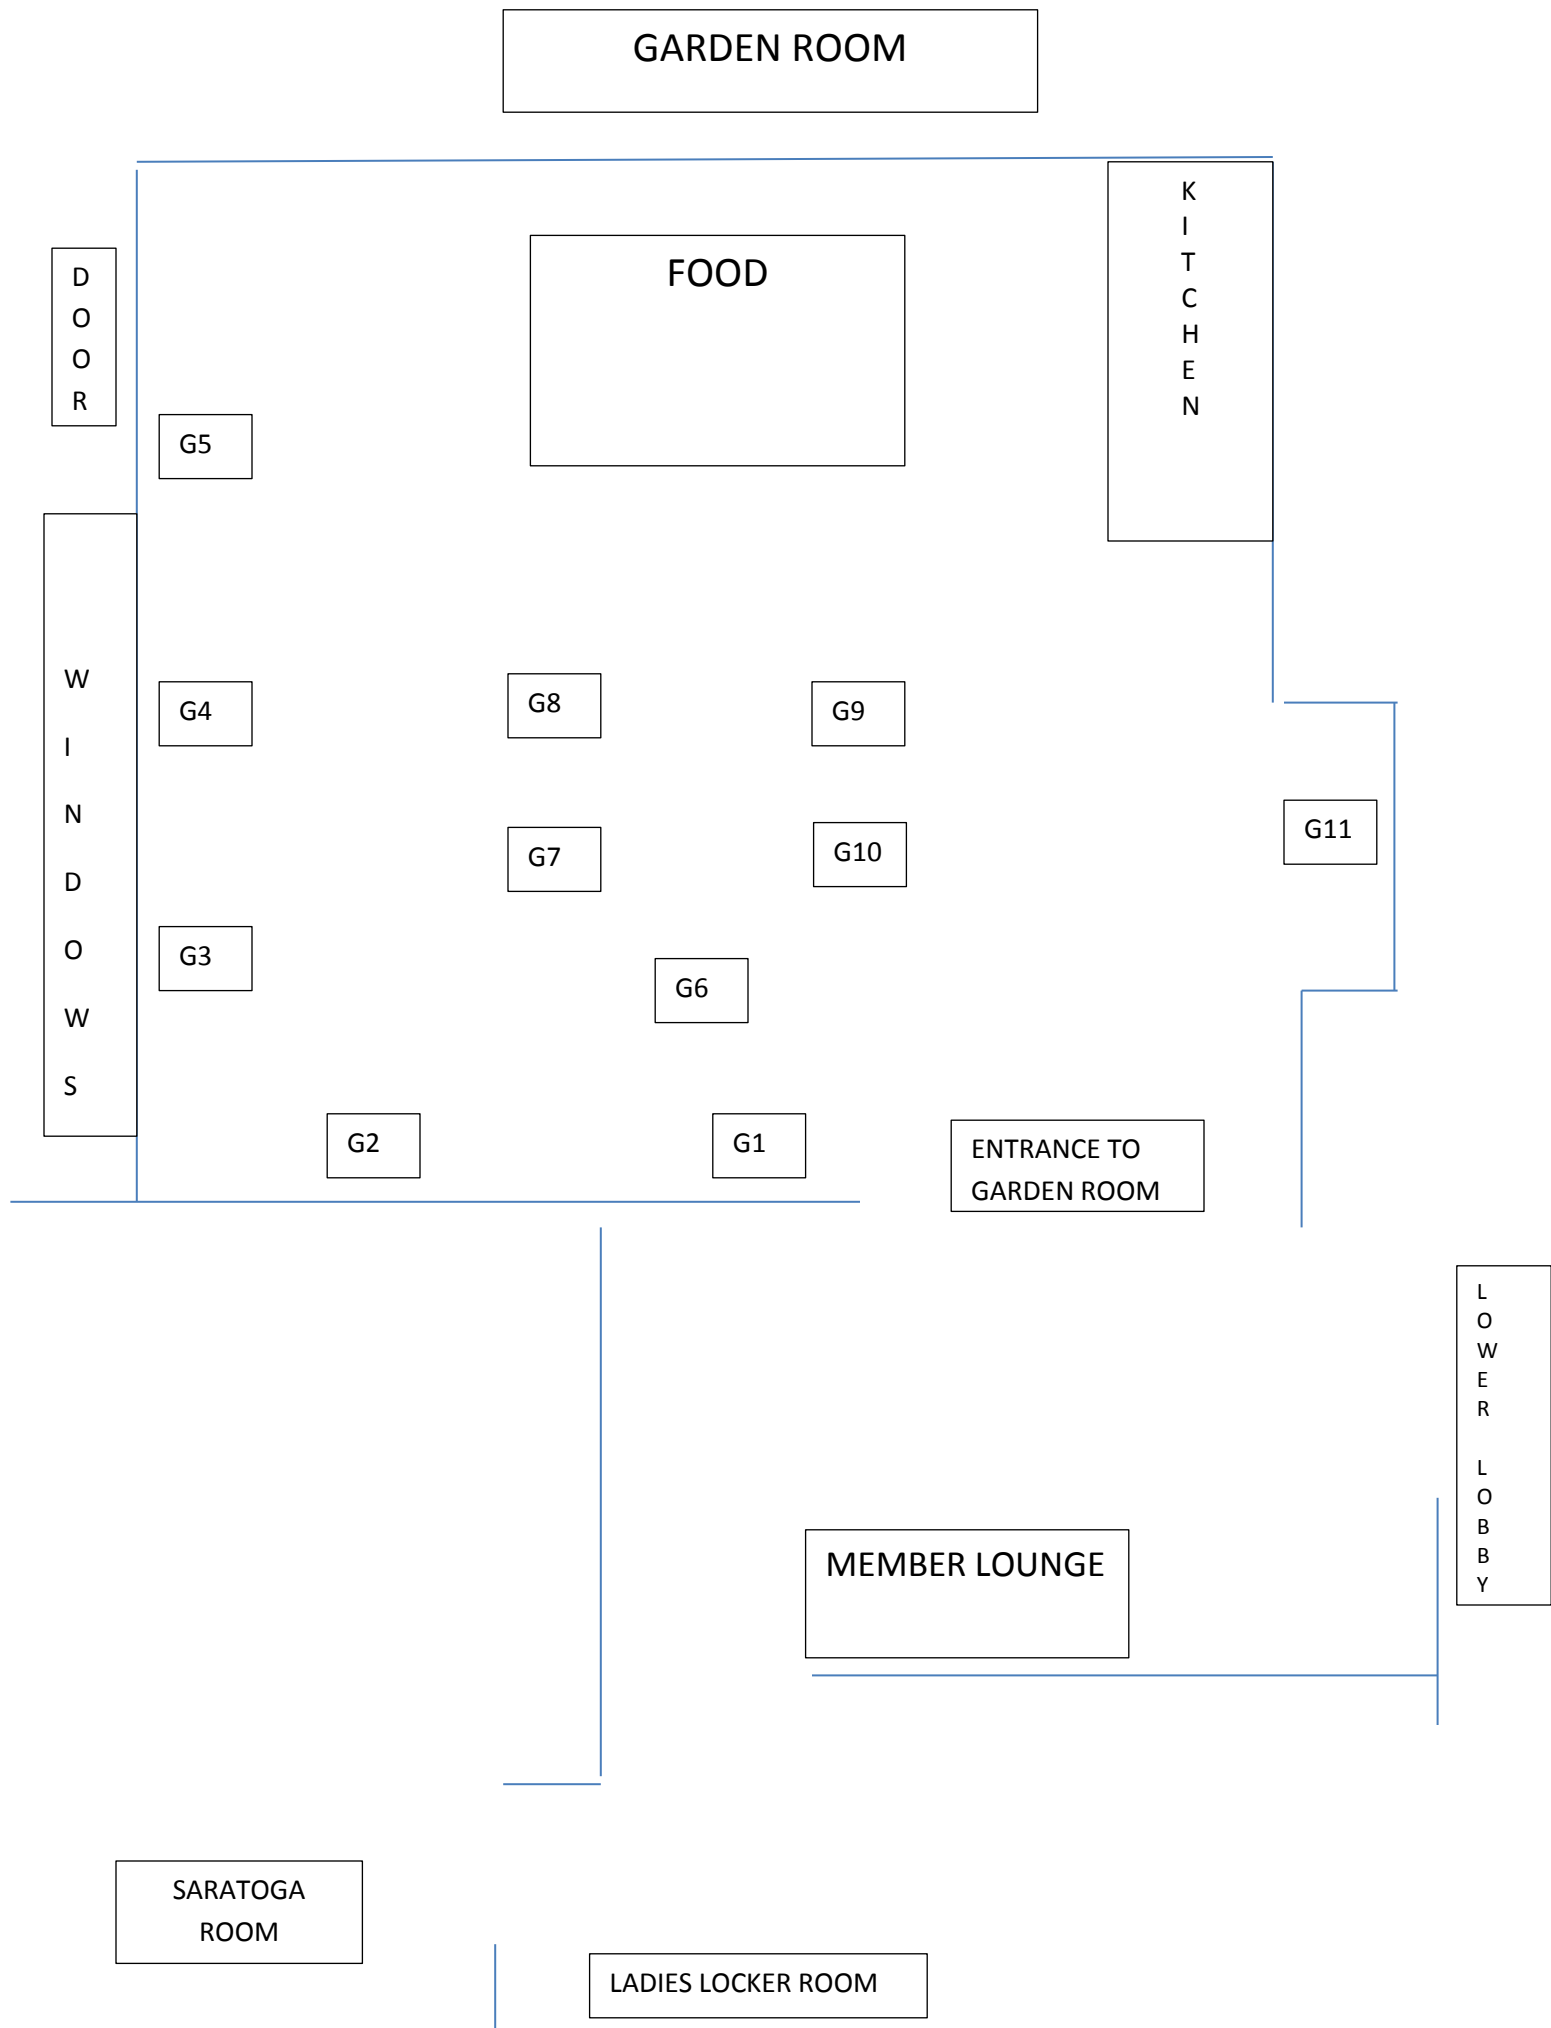 GARDEN ROOM
KITCHEN
DOOR
FOOD
G5
WINDOWS
G4
G8
G9
G11
G7
G10
G3
G6
G2
G1
ENTRANCE TO
GARDEN ROOM
LOWER LOBBY
MEMBER LOUNGE
SARATOGA
ROOM
LADIES LOCKER ROOM